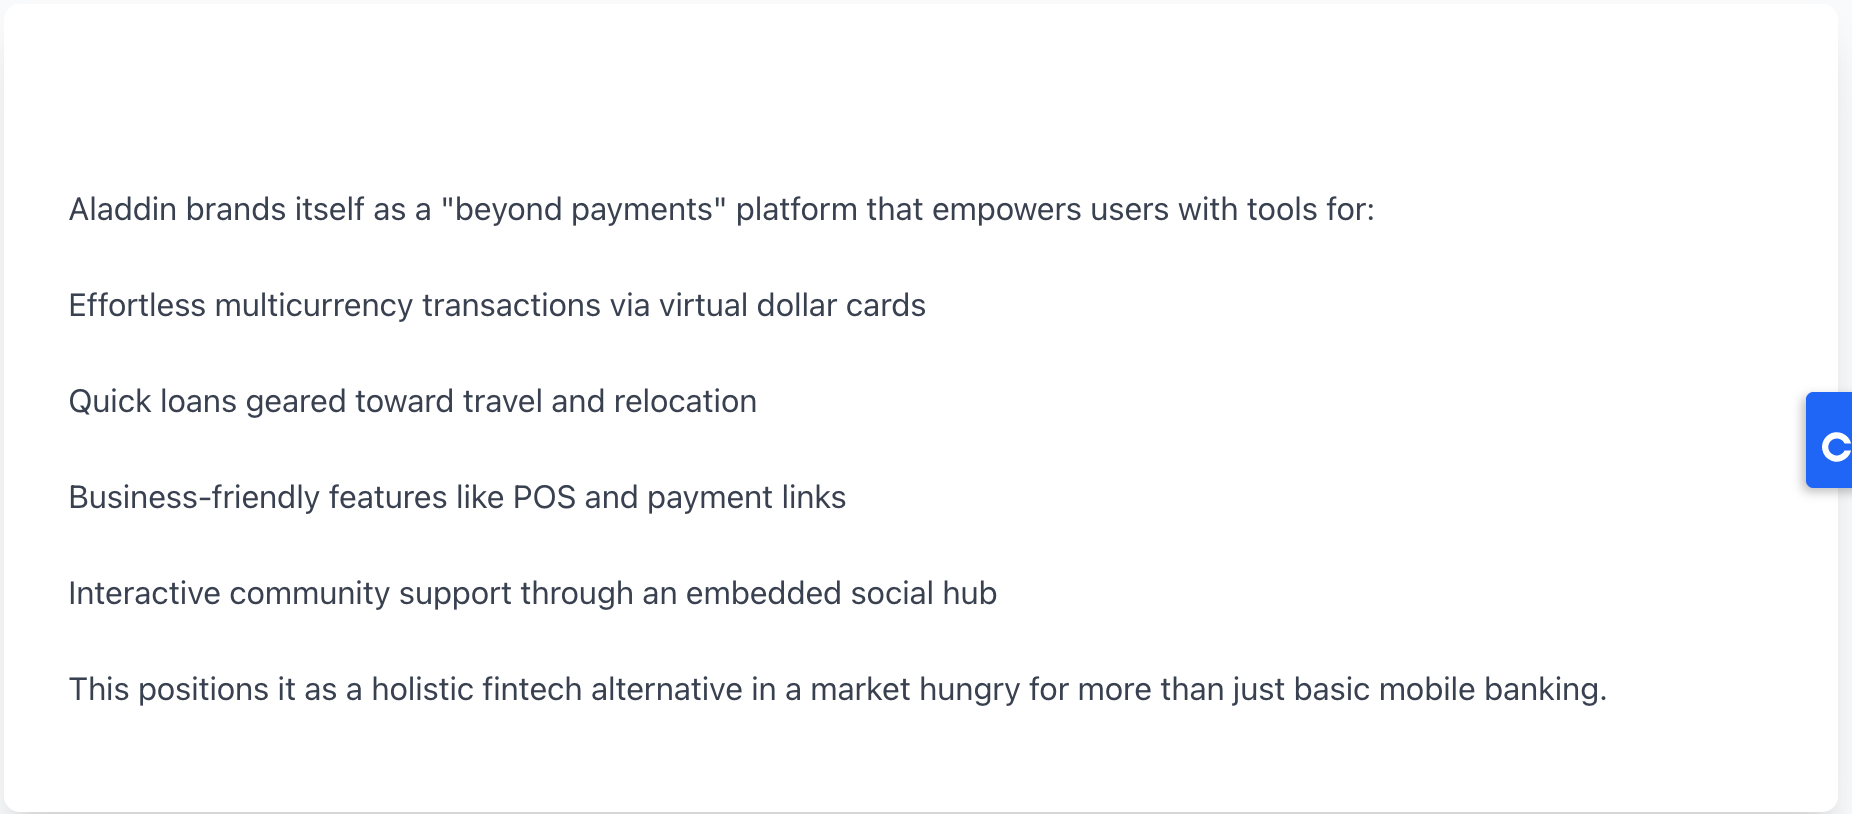 Aladdin brands itself as a "beyond payments" platform that empowers users with tools for:
Effortless multicurrency transactions via virtual dollar cards
Quick loans geared toward travel and relocation
Business-friendly features like POS and payment links
Interactive community support through an embedded social hub
This positions it as a holistic fintech alternative in a market hungry for more than just basic mobile banking.